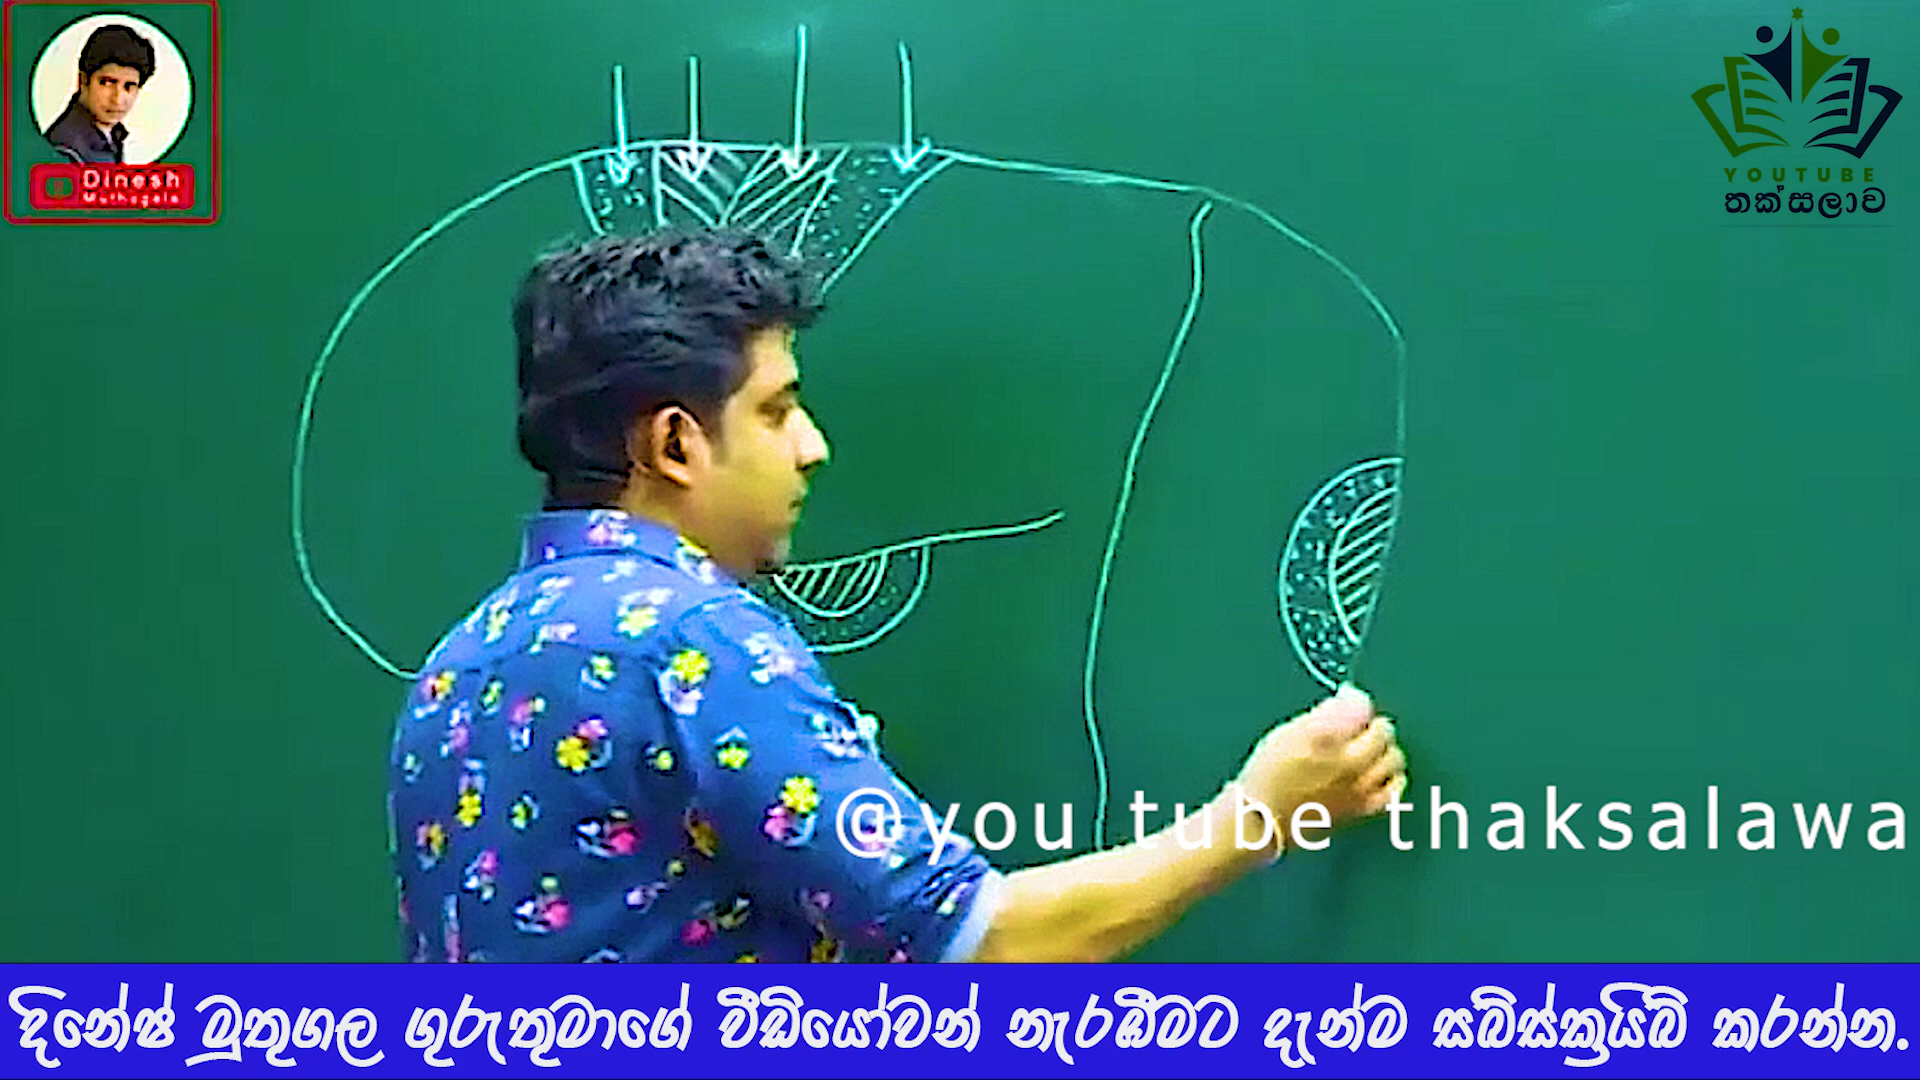 Dinesh
Muthugala
YOUTUBE
තක්සලාව
@you tube thaksalawa
දිනේෂ් මුතුගල ගුරුතුමාගේ වීඩියෝවන් නැරඹීමට දැන්ම සබ්ස්ක්‍රයිබ් කරන්න.